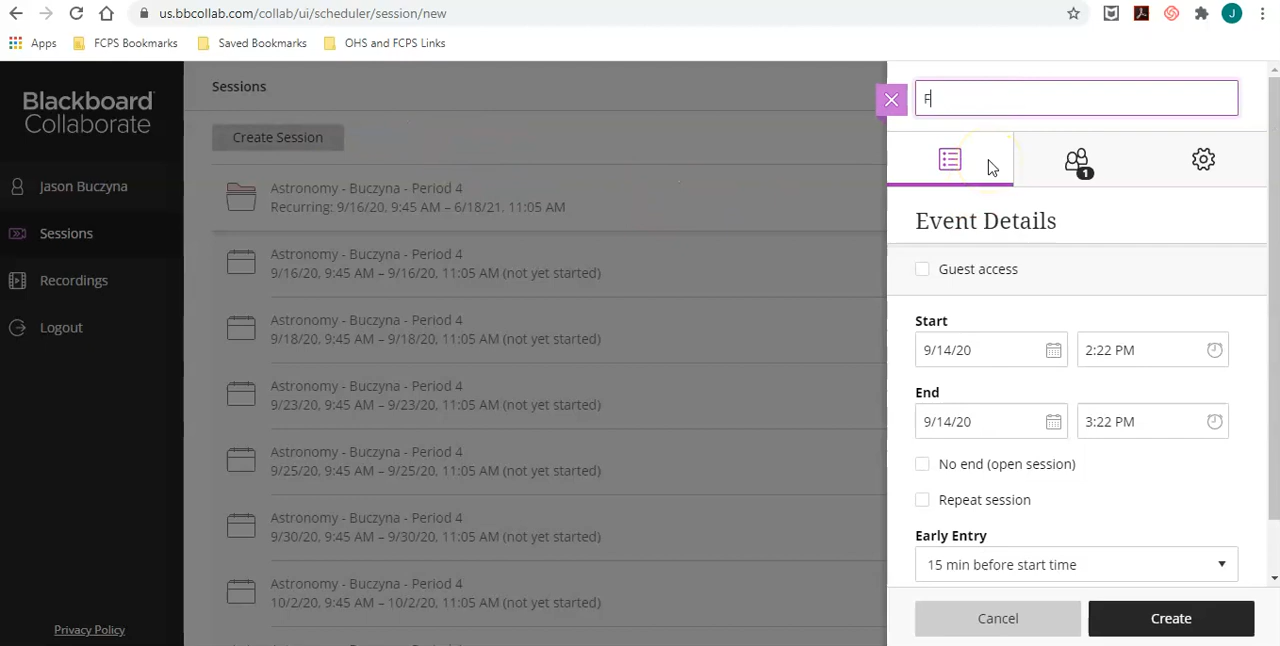 us.bbcollab.com/collab/ui/scheduler/session/new
J
Apps FCPS Bookmarks Saved Bookmarks OHS and FCPS Links
Blackboard
Collaborate
Jason Buczyna
Sessions
Recordings
Logout
Privacy Policy
Sessions
Create Session
Astronomy - Buczyna - Period 4
Recurring: 9/16/20, 9:45 AM – 6/18/21, 11:05 AM
Astronomy - Buczyna - Period 4
9/16/20, 9:45 AM – 9/16/20, 11:05 AM (not yet started)
Astronomy - Buczyna - Period 4
9/18/20, 9:45 AM – 9/18/20, 11:05 AM (not yet started)
Astronomy - Buczyna - Period 4
9/23/20, 9:45 AM – 9/23/20, 11:05 AM (not yet started)
Astronomy - Buczyna - Period 4
9/25/20, 9:45 AM – 9/25/20, 11:05 AM (not yet started)
Astronomy - Buczyna - Period 4
9/30/20, 9:45 AM – 9/30/20, 11:05 AM (not yet started)
Astronomy - Buczyna - Period 4
10/2/20, 9:45 AM – 10/2/20, 11:05 AM (not yet started)
F
1
Event Details
Guest access
Start
9/14/20 2:22 PM
End
9/14/20 3:22 PM
No end (open session)
Repeat session
Early Entry
15 min before start time
Cancel Create